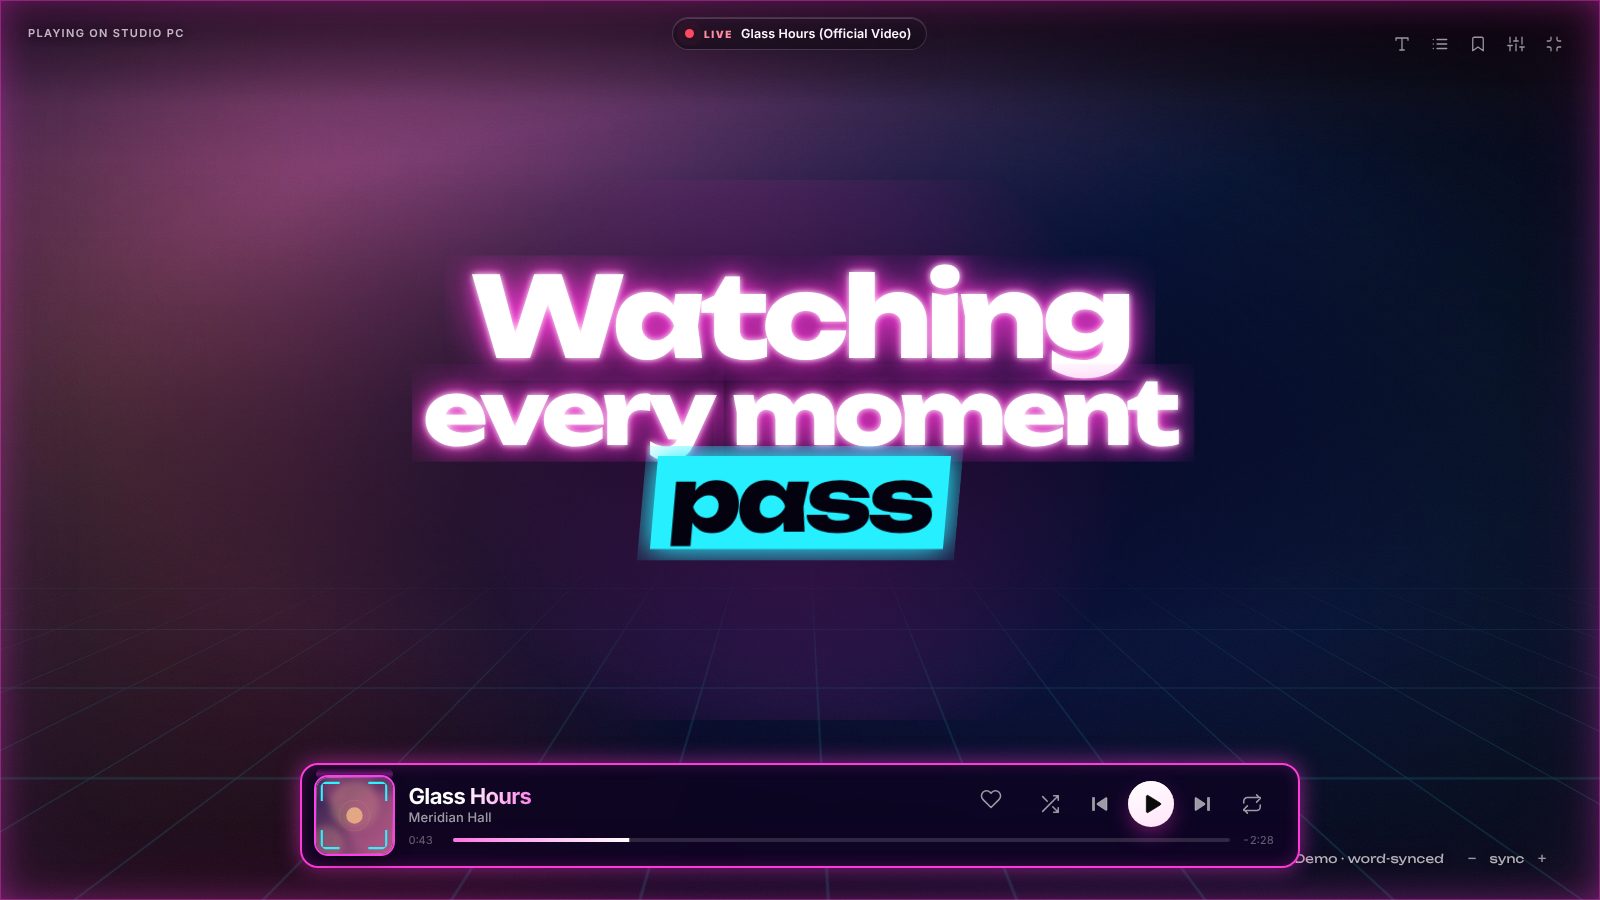 PLAYING ON STUDIO PC
LIVE Glass Hours (Official Video)
Watching
every moment
pass
Glass Hours
Meridian Hall
0:43
-2:28
Demo · word-synced
− sync +